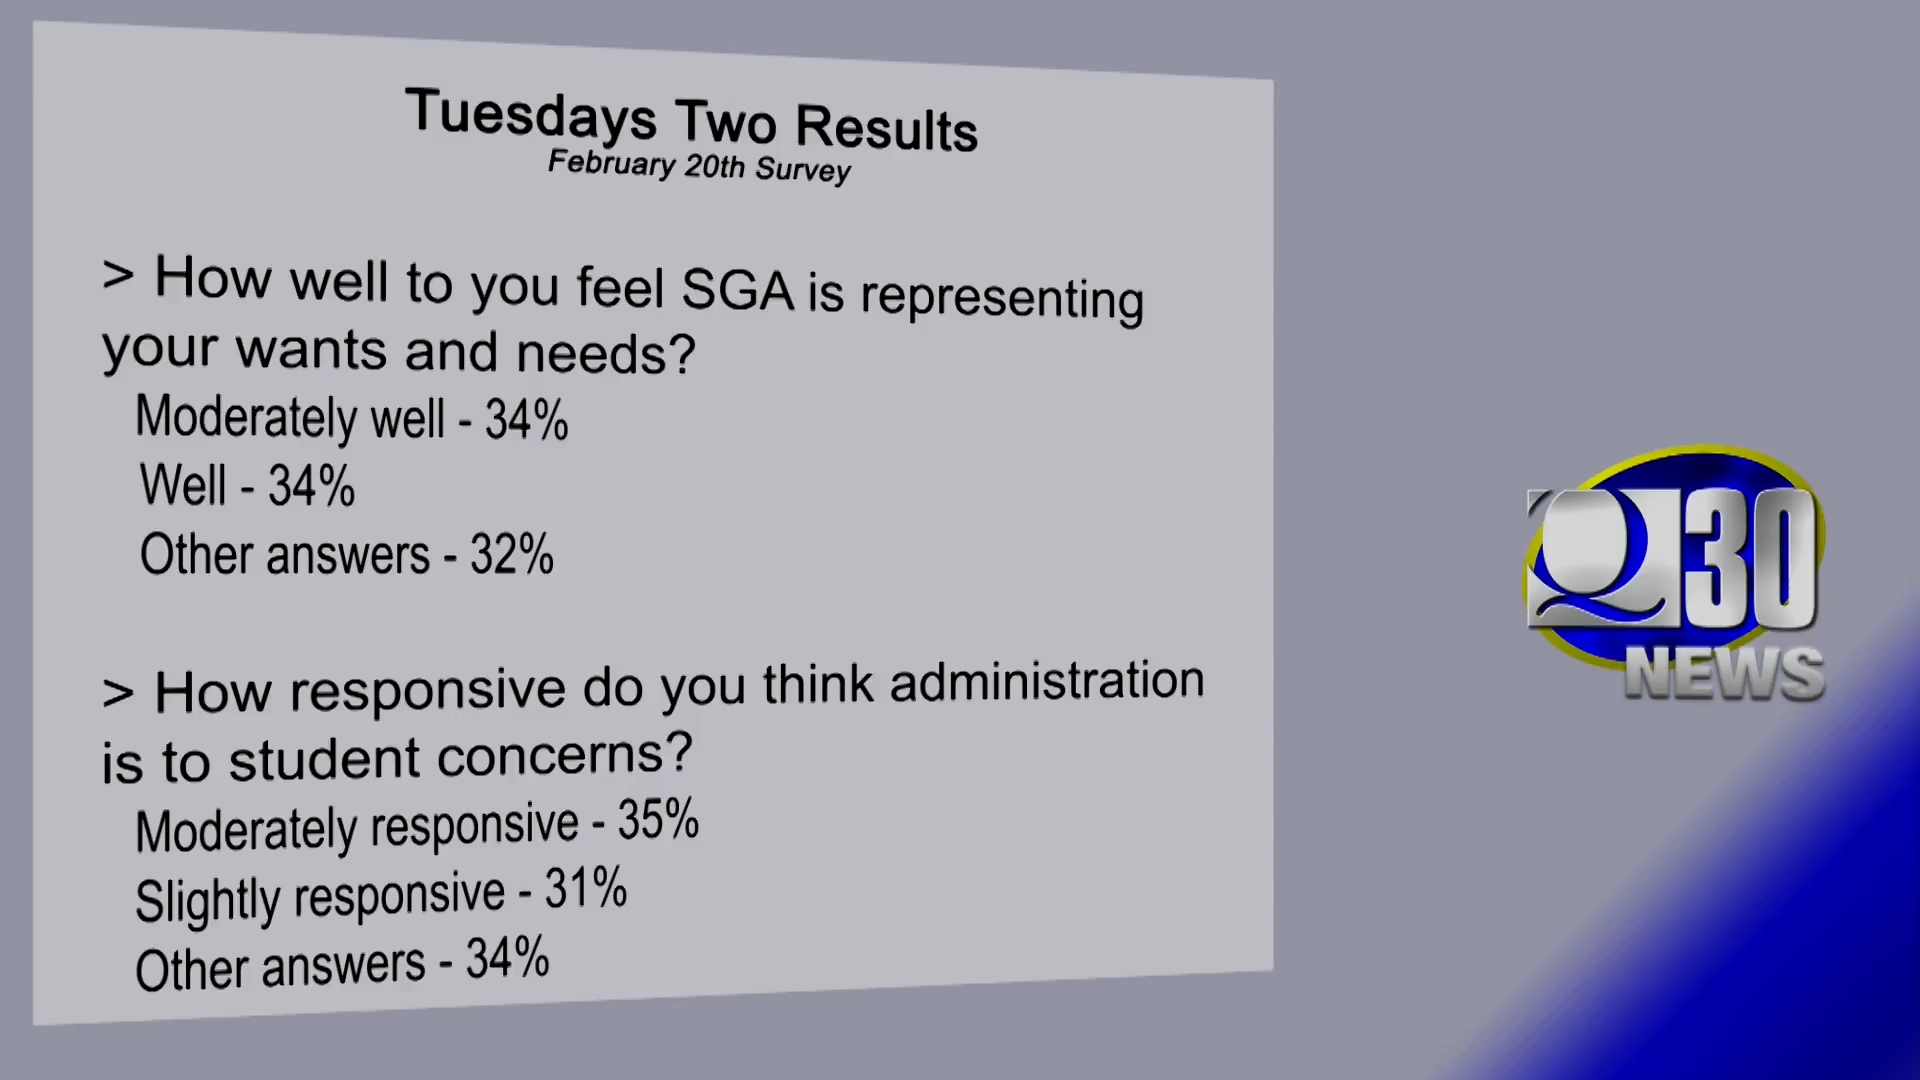 Tuesdays Two Results
February 20th Survey
> How well to you feel SGA is representing
your wants and needs?
Moderately well - 34%
Well - 34%
Other answers - 32%
> How responsive do you think administration
is to student concerns?
Moderately responsive - 35%
Slightly responsive - 31%
Other answers - 34%
Q30
NEWS